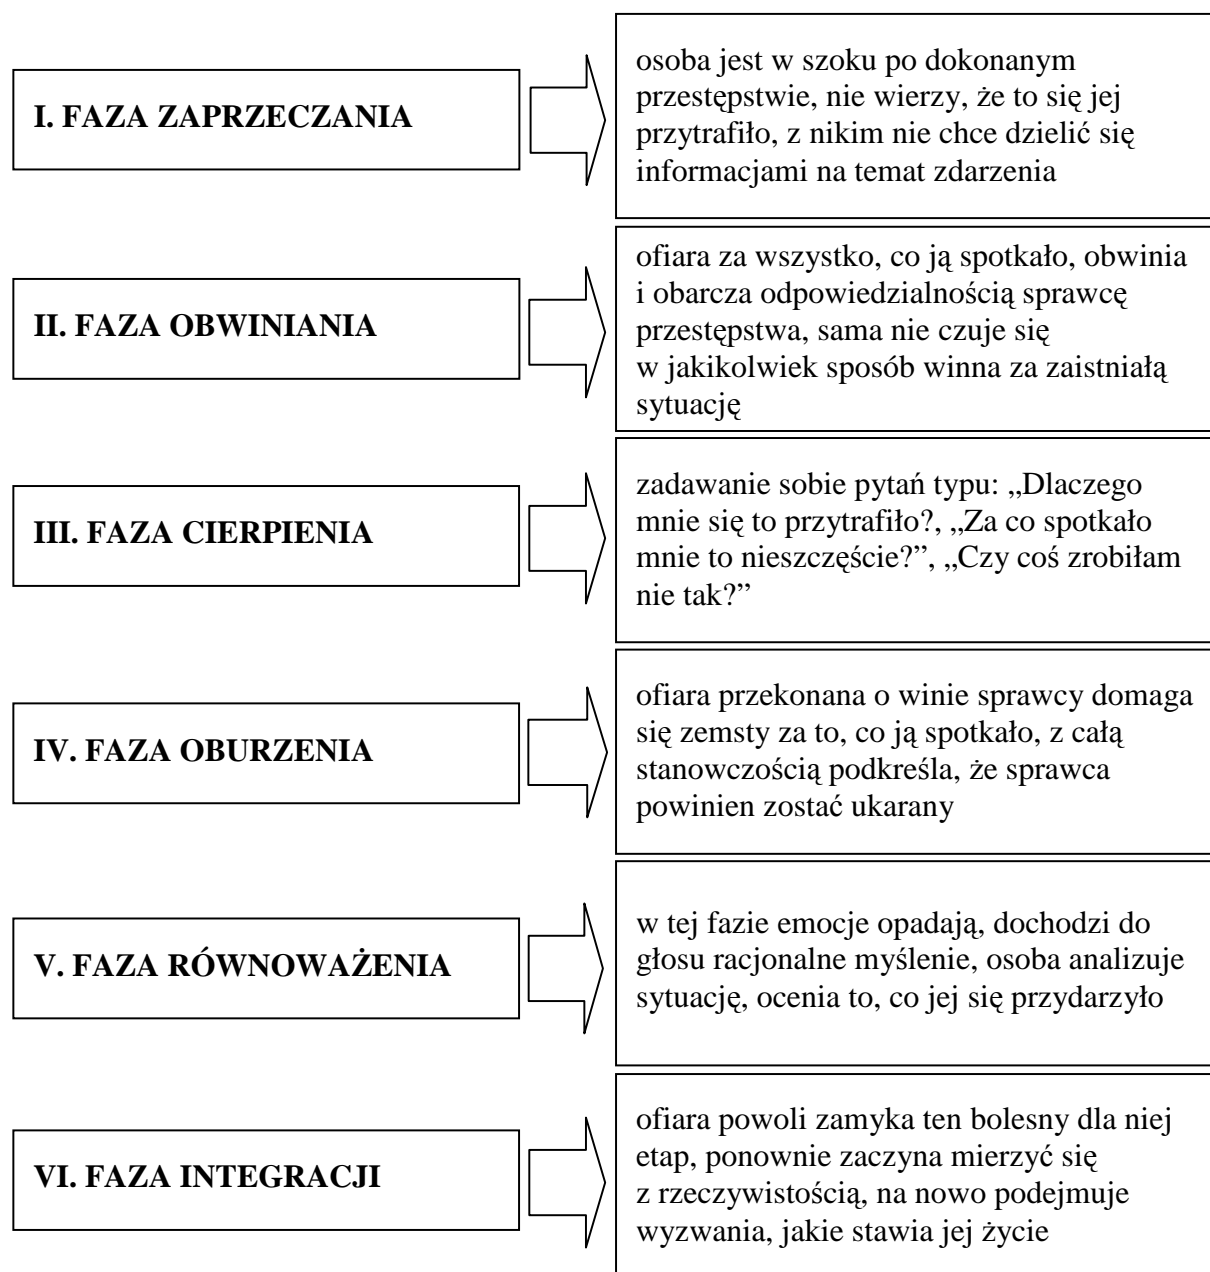 I. FAZA ZAPRZECZANIA
osoba jest w szoku po dokonanym
przestępstwie, nie wierzy, że to się jej
przytrafiło, z nikim nie chce dzielić się
informacjami na temat zdarzenia
II. FAZA OBWINIANIA
ofiara za wszystko, co ją spotkało, obwinia
i obarcza odpowiedzialnością sprawcę
przestępstwa, sama nie czuje się
w jakikolwiek sposób winna za zaistniałą
sytuację
III. FAZA CIERPIENIA
zadawanie sobie pytań typu: „Dlaczego
mnie się to przytrafiło?, „Za co spotkało
mnie to nieszczęście?”, „Czy coś zrobiłam
nie tak?”
IV. FAZA OBURZENIA
ofiara przekonana o winie sprawcy domaga
się zemsty za to, co ją spotkało, z całą
stanowczością podkreśla, że sprawca
powinien zostać ukarany
V. FAZA RÓWNOWAŻENIA
w tej fazie emocje opadają, dochodzi do
głosu racjonalne myślenie, osoba analizuje
sytuację, ocenia to, co jej się przydarzyło
VI. FAZA INTEGRACJI
ofiara powoli zamyka ten bolesny dla niej
etap, ponownie zaczyna mierzyć się
z rzeczywistością, na nowo podejmuje
wyzwania, jakie stawia jej życie